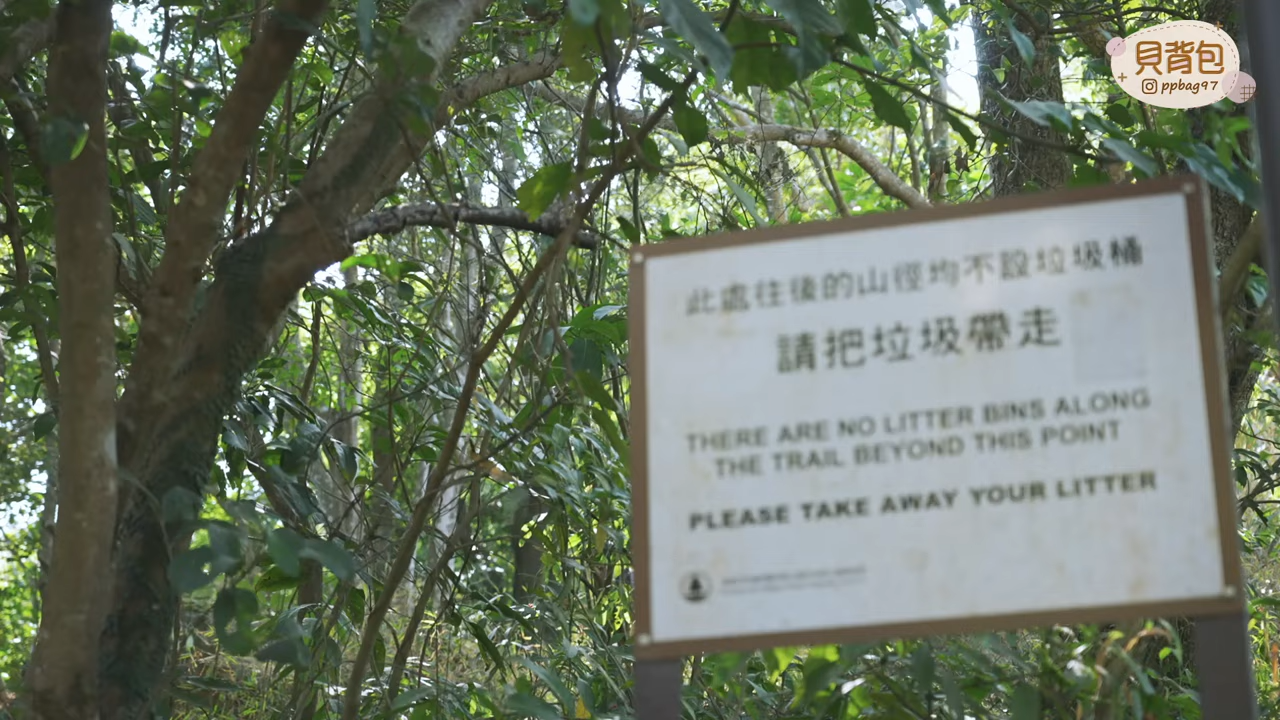 貝背包
ppbag97
此處往後的山徑均不設垃圾桶
請把垃圾帶走
THERE ARE NO LITTER BINS ALONG
THE TRAIL BEYOND THIS POINT
PLEASE TAKE AWAY YOUR LITTER